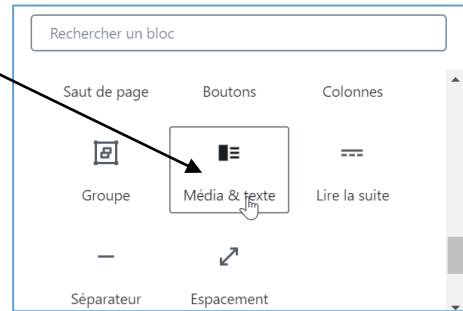 Rechercher un bloc
Saut de page Boutons Colonnes
Groupe Média & texte Lire la suite
Séparateur Espacement